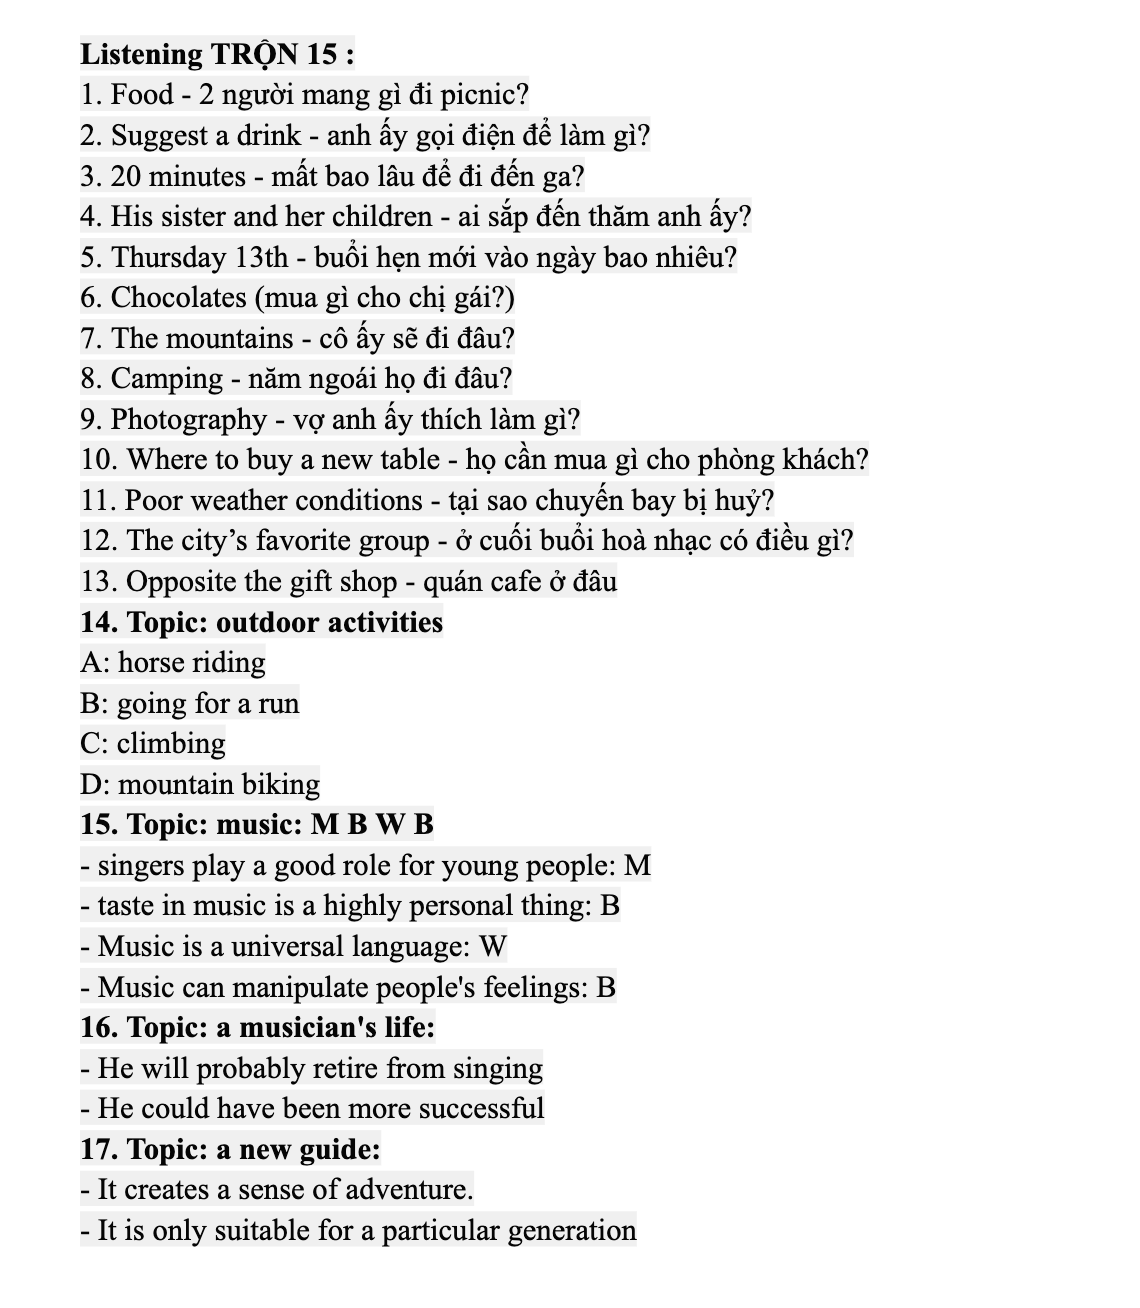 Listening TRỘN 15 :
1. Food - 2 người mang gì đi picnic?
2. Suggest a drink - anh ấy gọi điện để làm gì?
3. 20 minutes - mất bao lâu để đi đến ga?
4. His sister and her children - ai sắp đến thăm anh ấy?
5. Thursday 13th - buổi hẹn mới vào ngày bao nhiêu?
6. Chocolates (mua gì cho chị gái?)
7. The mountains - cô ấy sẽ đi đâu?
8. Camping - năm ngoái họ đi đâu?
9. Photography - vợ anh ấy thích làm gì?
10. Where to buy a new table - họ cần mua gì cho phòng khách?
11. Poor weather conditions - tại sao chuyến bay bị huỷ?
12. The city’s favorite group - ở cuối buổi hoà nhạc có điều gì?
13. Opposite the gift shop - quán cafe ở đâu
14. Topic: outdoor activities
A: horse riding
B: going for a run
C: climbing
D: mountain biking
15. Topic: music: M B W B
- singers play a good role for young people: M
- taste in music is a highly personal thing: B
- Music is a universal language: W
- Music can manipulate people's feelings: B
16. Topic: a musician's life:
- He will probably retire from singing
- He could have been more successful
17. Topic: a new guide:
- It creates a sense of adventure.
- It is only suitable for a particular generation